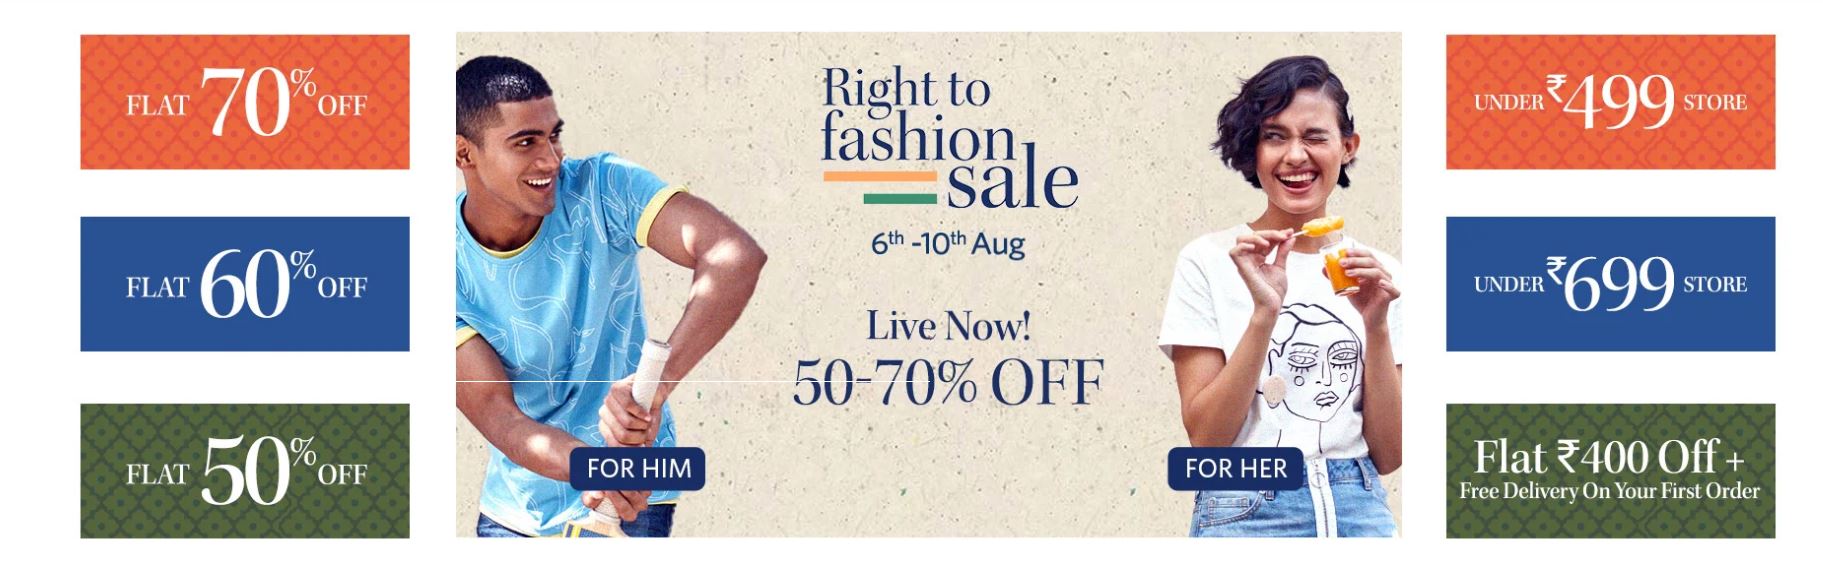 FLAT 70% OFF
FLAT 60% OFF
FLAT 50% OFF
Right to
fashion
sale
6th -10th Aug
Live Now!
50-70% OFF
FOR HIM
FOR HER
UNDER ₹499 STORE
UNDER ₹699 STORE
Flat ₹400 Off +
Free Delivery On Your First Order